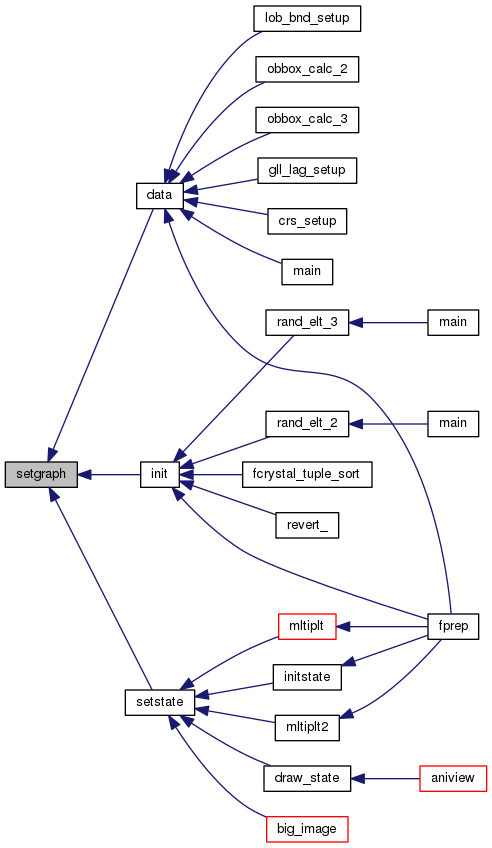 lob_bnd_setup
obbox_calc_2
obbox_calc_3
gll_lag_setup
data
crs_setup
main
rand_elt_3
main
rand_elt_2
main
setgraph
init
fcrystal_tuple_sort
revert_
mltiplt
fprep
initstate
setstate
mltiplt2
draw_state
aniview
big_image